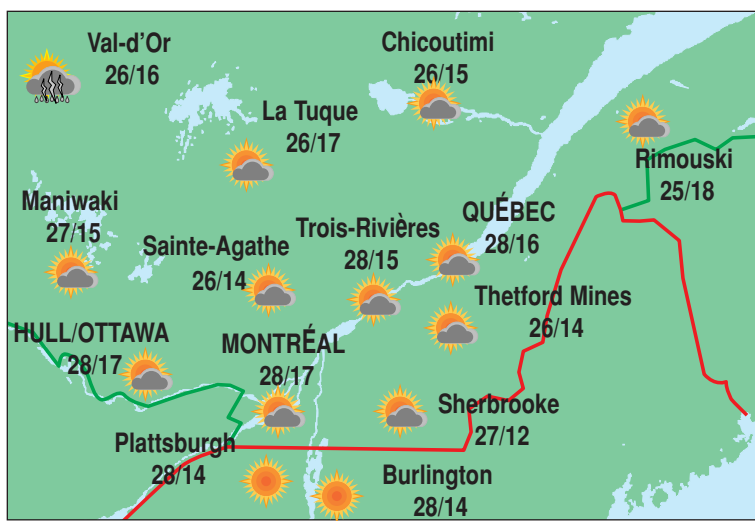 Val-d'Or
26/16
Chicoutimi
26/15
La Tuque
26/17
Rimouski
25/18
Maniwaki
27/15
Sainte-Agathe
26/14
Trois-Rivières
28/15
QUÉBEC
28/16
Thetford Mines
26/14
HULL/OTTAWA
28/17
MONTRÉAL
28/17
Sherbrooke
27/12
Plattsburgh
28/14
Burlington
28/14